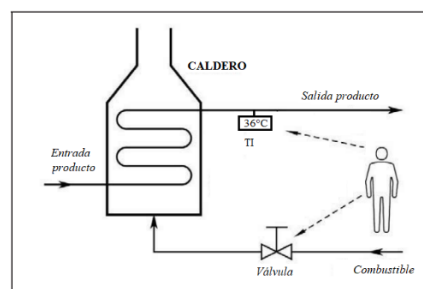 CALDERO
Salida producto
36°C
TI
Entrada
producto
Válvula
Combustible